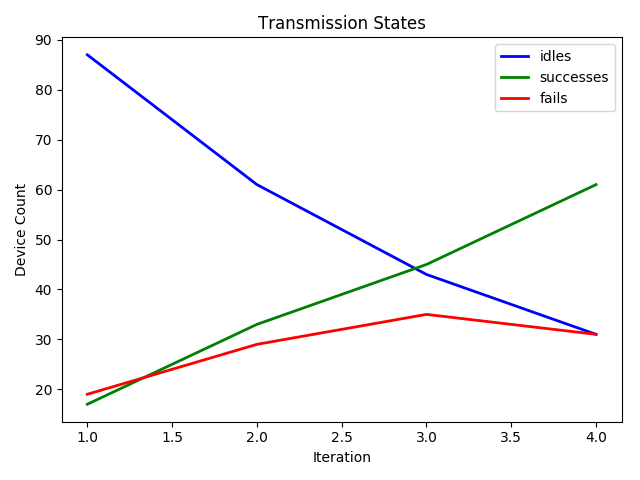 Transmission States
idles
successes
fails
90
80
70
60
50
40
30
20
Device Count
1.0 1.5 2.0 2.5 3.0 3.5 4.0
Iteration